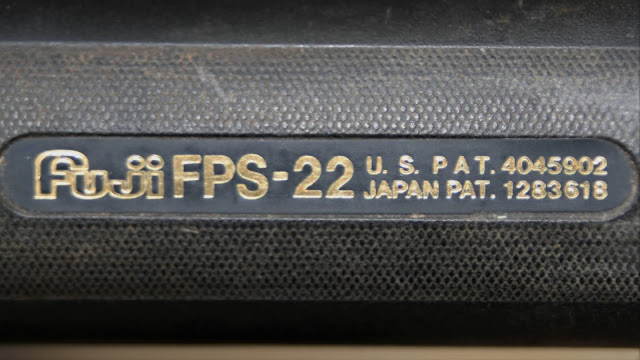 Fuji FPS-22 U.S. PAT. 4045902
JAPAN PAT. 1283618